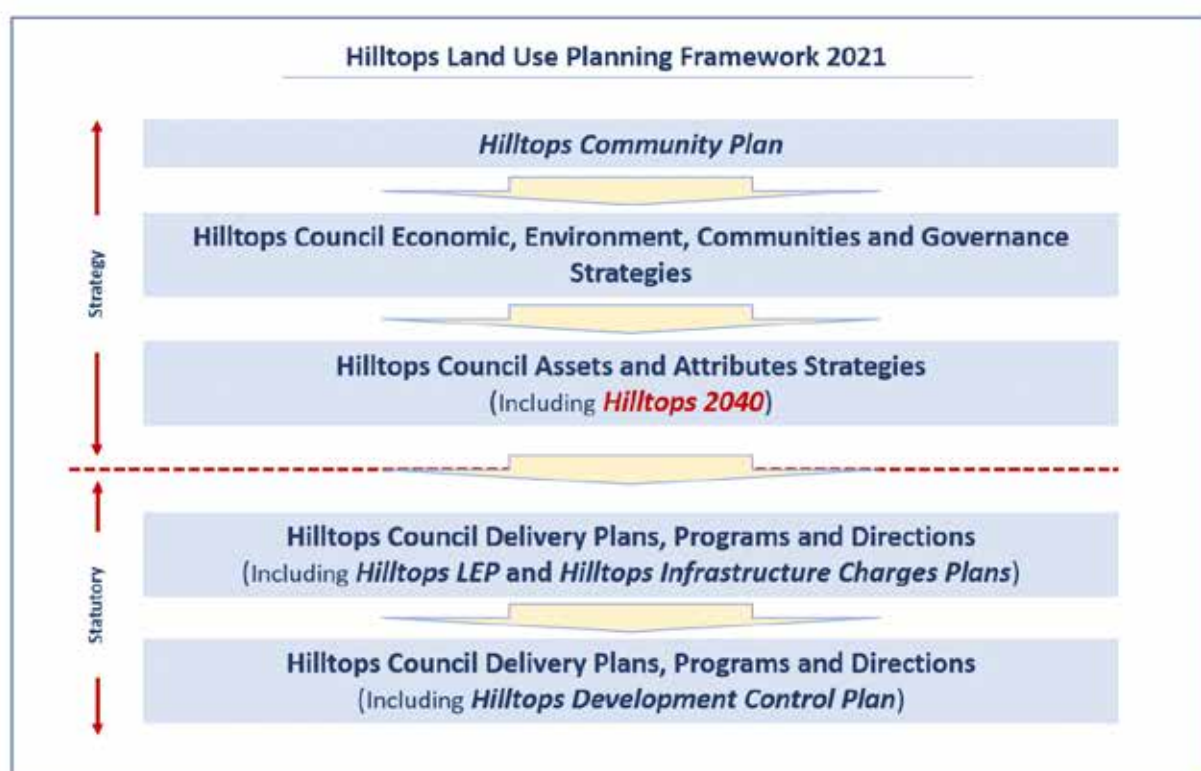 Hilltops Land Use Planning Framework 2021
Strategy
Hilltops Community Plan
Hilltops Council Economic, Environment, Communities and Governance
Strategies
Hilltops Council Assets and Attributes Strategies
(Including Hilltops 2040)
Statutory
Hilltops Council Delivery Plans, Programs and Directions
(Including Hilltops LEP and Hilltops Infrastructure Charges Plans)
Hilltops Council Delivery Plans, Programs and Directions
(Including Hilltops Development Control Plan)